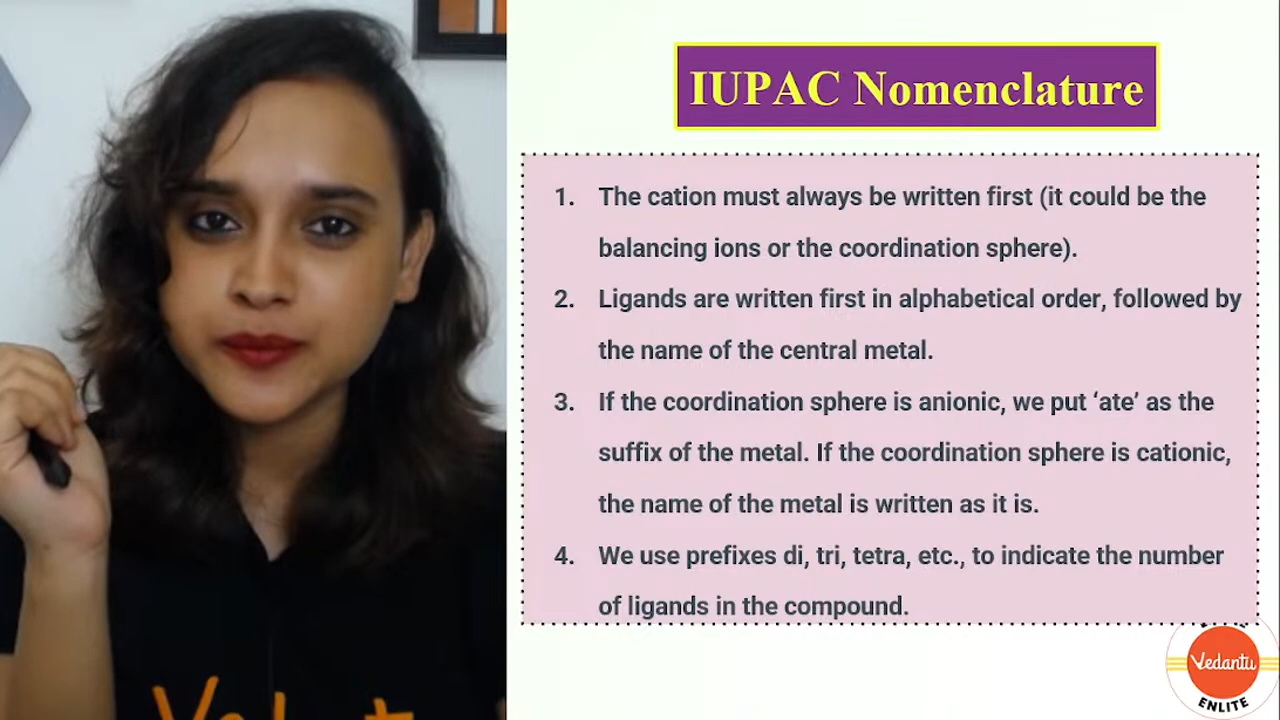 IUPAC Nomenclature
1. The cation must always be written first (it could be the
balancing ions or the coordination sphere).
2. Ligands are written first in alphabetical order, followed by
the name of the central metal.
3. If the coordination sphere is anionic, we put ‘ate’ as the
suffix of the metal. If the coordination sphere is cationic,
the name of the metal is written as it is.
4. We use prefixes di, tri, tetra, etc., to indicate the number
of ligands in the compound.
Vedantu
ENLITE